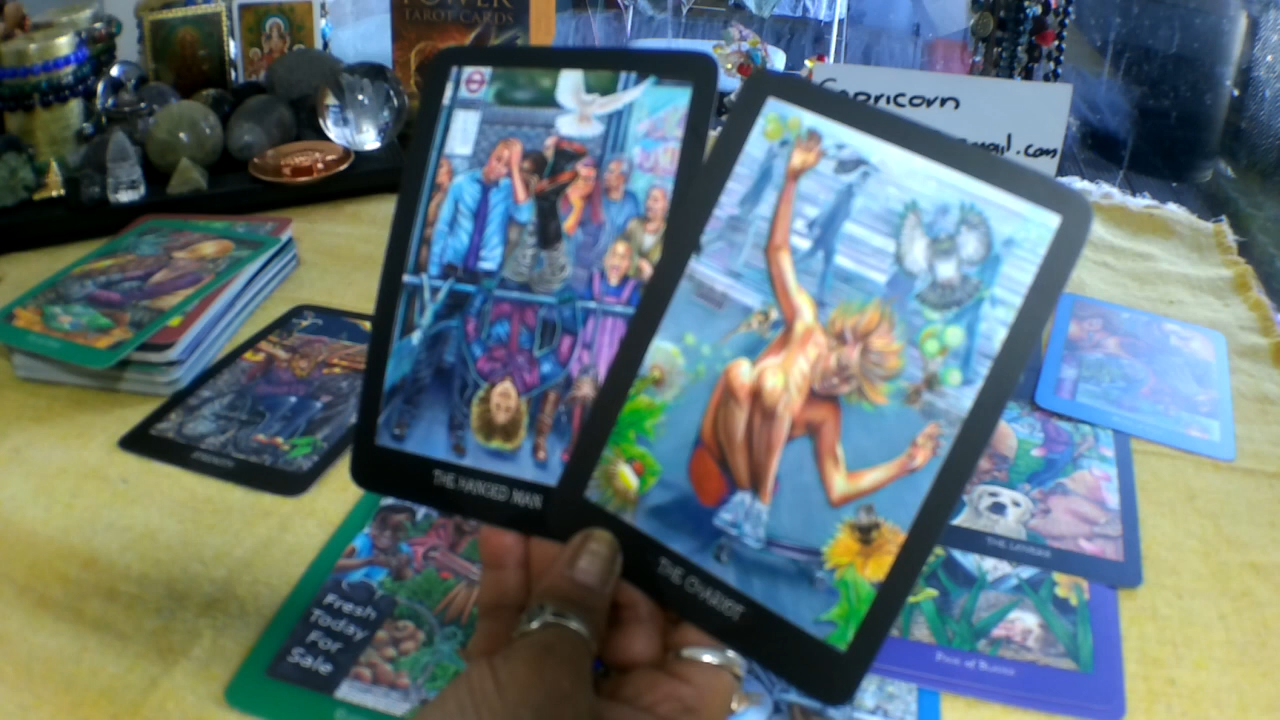 TOWER
TAROT CARDS
Capricorn
mail.com
THE HANGED MAN
THE CHARIOT
THE LOVERS
Fresh
Today
For
Sale